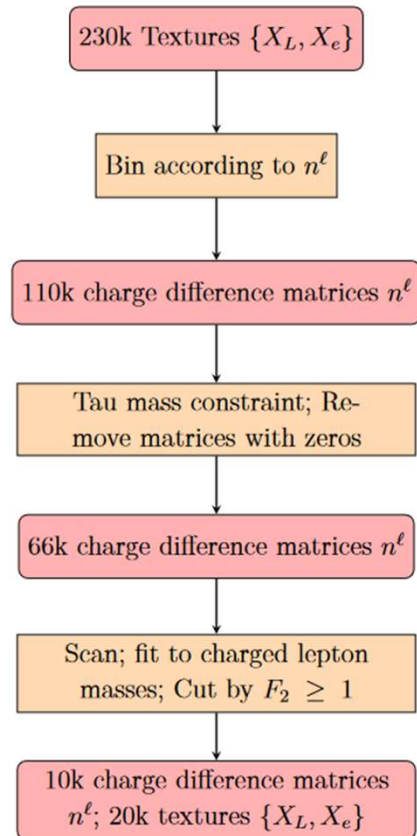 230k Textures {X_L, X_e}
Bin according to n^ℓ
110k charge difference matrices n^ℓ
Tau mass constraint; Re-
move matrices with zeros
66k charge difference matrices n^ℓ
Scan; fit to charged lepton
masses; Cut by F_2 ≥ 1
10k charge difference matrices
n^ℓ; 20k textures {X_L, X_e}